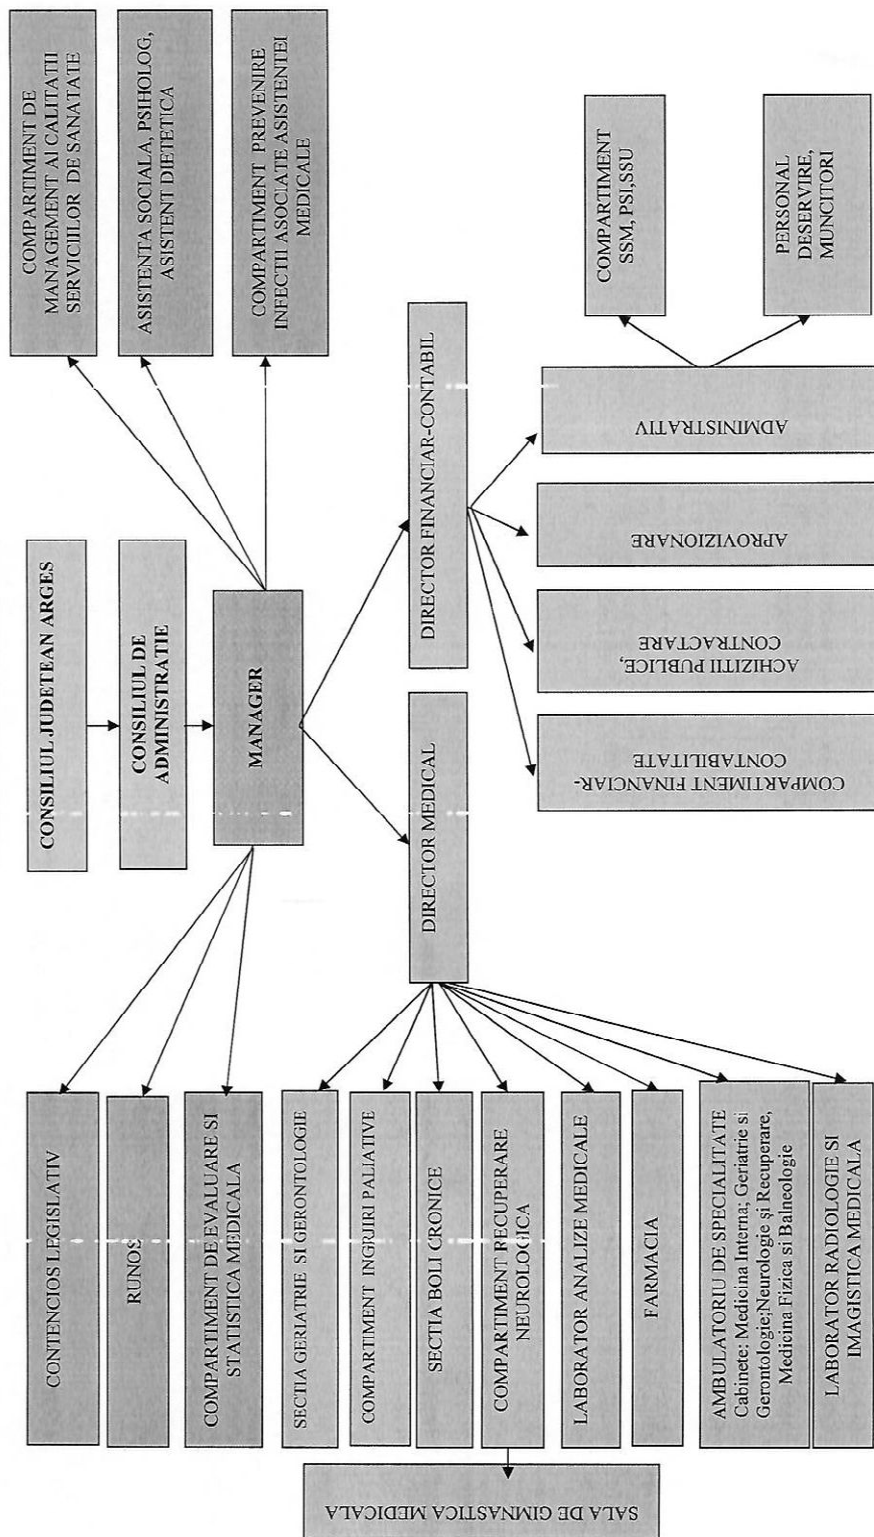 CONSILIUL JUDETEAN ARGES
CONSILIUL DE
ADMINISTRATIE
MANAGER
CONTENCIOS LEGISLATIV
RUNOS
COMPARTIMENT DE EVALUARE SI
STATISTICA MEDICALA
COMPARTIMENT DE
MANAGEMENT Al CALITATII
SERVICIILOR DE SANATATE
ASISTENTA SOCIALA, PSIHOLOG,
ASISTENT DIETETICA
COMPARTIMENT PREVENIRE
INFECTII ASOCIATE ASISTENTEI
MEDICALE
DIRECTOR MEDICAL
DIRECTOR FINANCIAR-CONTABIL
SECTIA GERIATRIE SI GERONTOLOGIE
COMPARTIMENT INGRIJIRI PALIATIVE
SECTIA BOLI CRONICE
COMPARTIMENT RECUPERARE
NEUROLOGICA
LABORATOR ANALIZE MEDICALE
FARMACIA
AMBULATORIU DE SPECIALITATE
Cabinete: Medicina Interna; Geriatrie si
Gerontologie;Neurologie și Recuperare,
Medicina Fizica si Balneologie
LABORATOR RADIOLOGIE SI
IMAGISTICA MEDICALA
SALA DE GIMNASTICA MEDICALA
COMPARTIMENT FINANCIAR-
CONTABILITATE
ACHIZITII PUBLICE,
CONTRACTARE
APROVIZIONARE
ADMINISTRATIV
COMPARTIMENT
SSM, PSI,SSU
PERSONAL
DESERVIRE,
MUNCITORI